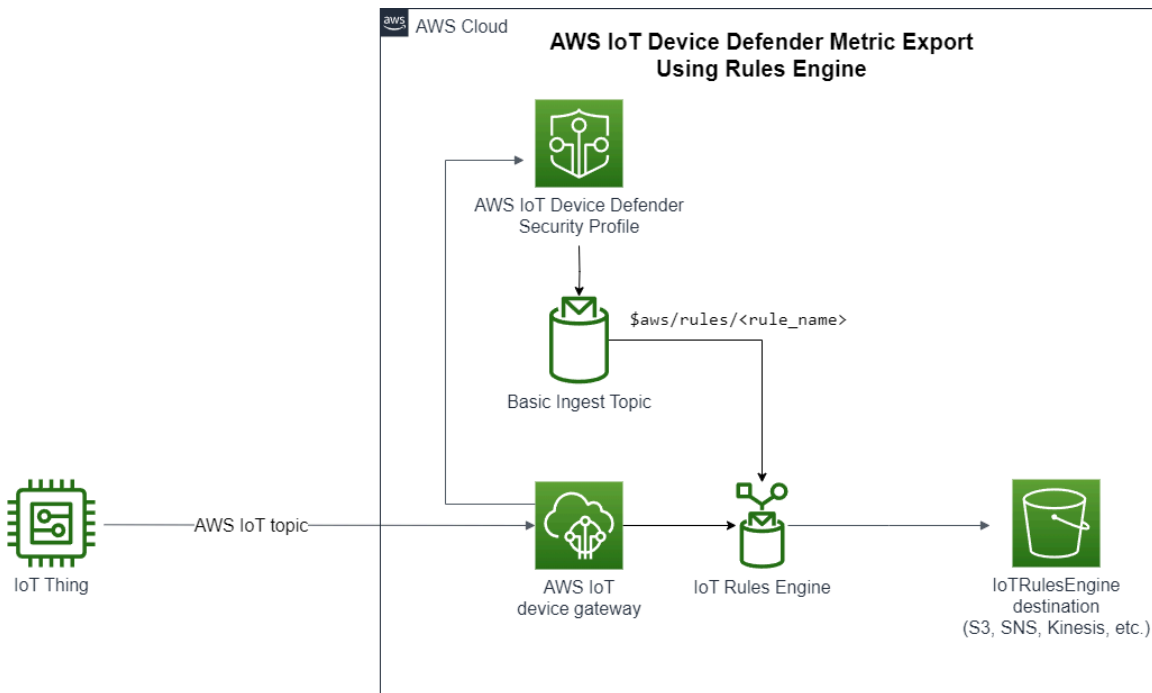 aws
AWS Cloud
AWS IoT Device Defender Metric Export
Using Rules Engine
AWS IoT Device Defender
Security Profile
$aws/rules/<rule_name>
Basic Ingest Topic
AWS IoT topic
IoT Thing
AWS IoT
device gateway
IoT Rules Engine
IoTRulesEngine
destination
(S3, SNS, Kinesis, etc.)